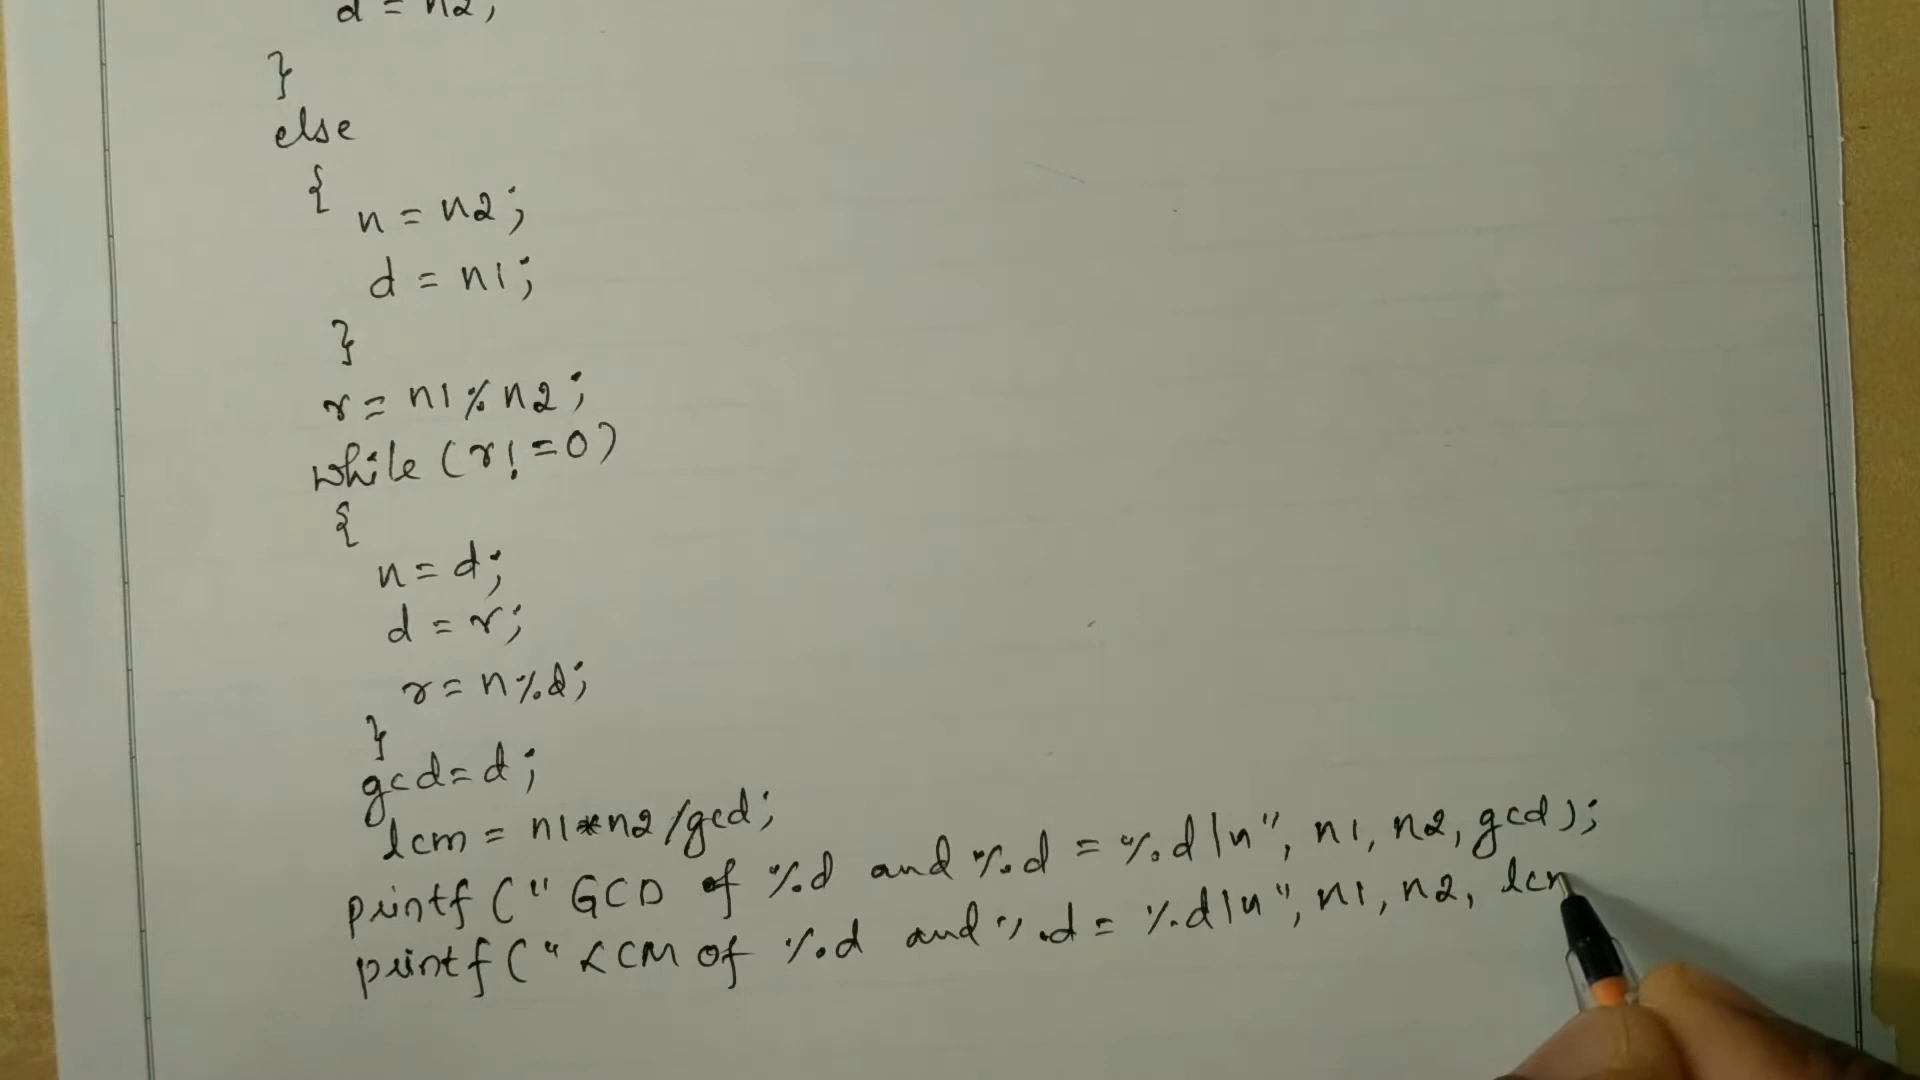 d = n2;
}
else
{
n = n2;
d = n1;
}
r = n1 % n2;
while (r! = 0)
{
n = d;
d = r;
r = n % d;
}
gcd = d;
lcm = n1*n2/gcd;
printf (" GCD of %d and %d = %d\n", n1, n2, gcd);
printf (" LCM of %d and %d = %d\n", n1, n2, lcm